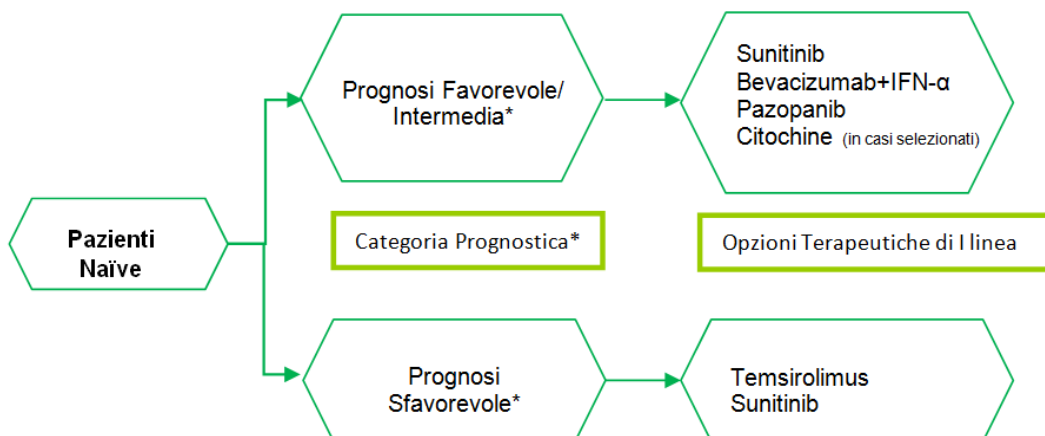 Prognosi Favorevole/
Intermedia*
Sunitinib
Bevacizumab+IFN-α
Pazopanib
Citochine (in casi selezionati)
Pazienti
Naïve
Categoria Prognostica*
Opzioni Terapeutiche di I linea
Prognosi
Sfavorevole*
Temsirolimus
Sunitinib